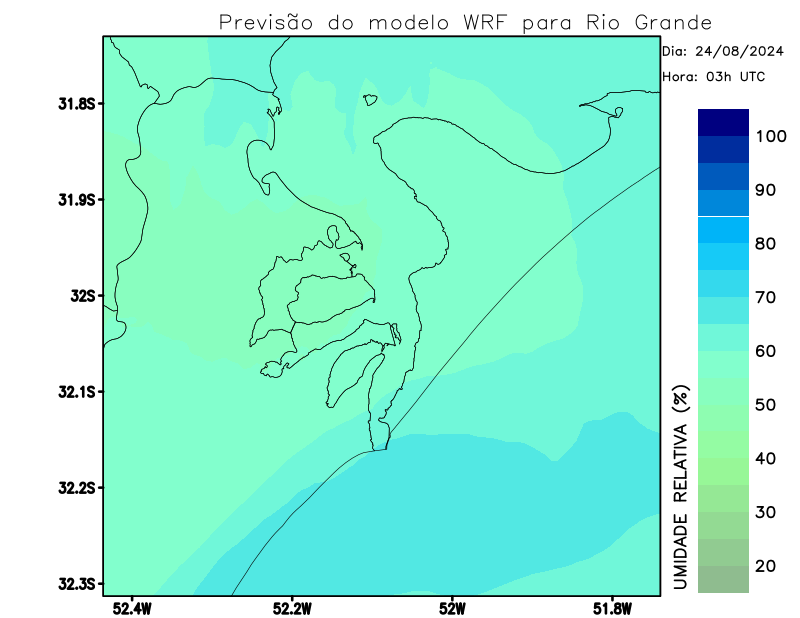 Previsão do modelo WRF para Rio Grande
Dia: 24/08/2024
Hora: 03h UTC
31.8S
31.9S
32S
32.1S
32.2S
32.3S
52.4W
52.2W
52W
51.8W
100
90
80
70
60
50
40
30
20
UMIDADE RELATIVA (%)